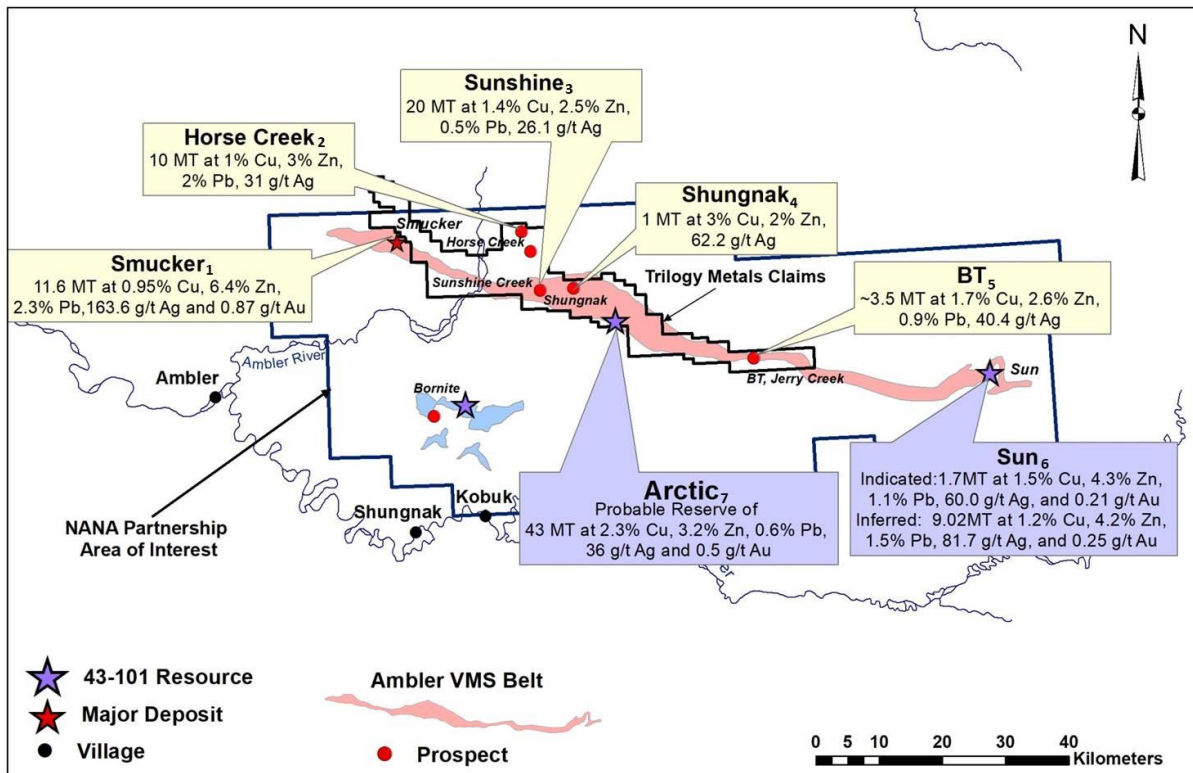 N
Sunshine3
20 MT at 1.4% Cu, 2.5% Zn,
0.5% Pb, 26.1 g/t Ag
Horse Creek2
10 MT at 1% Cu, 3% Zn,
2% Pb, 31 g/t Ag
Shungnak4
1 MT at 3% Cu, 2% Zn,
62.2 g/t Ag
Smucker
Horse Creek
Smucker1
11.6 MT at 0.95% Cu, 6.4% Zn,
2.3% Pb,163.6 g/t Ag and 0.87 g/t Au
Sunshine Creek
Shungnak
Trilogy Metals Claims
BT5
~3.5 MT at 1.7% Cu, 2.6% Zn,
0.9% Pb, 40.4 g/t Ag
Ambler River
Ambler
Bornite
BT, Jerry Creek
Sun
Sun6
Indicated:1.7MT at 1.5% Cu, 4.3% Zn,
1.1% Pb, 60.0 g/t Ag, and 0.21 g/t Au
Inferred: 9.02MT at 1.2% Cu, 4.2% Zn,
1.5% Pb, 81.7 g/t Ag, and 0.25 g/t Au
Arctic7
Probable Reserve of
43 MT at 2.3% Cu, 3.2% Zn, 0.6% Pb,
36 g/t Ag and 0.5 g/t Au
Kobuk
Shungnak
NANA Partnership
Area of Interest
43-101 Resource
Major Deposit
Village
Ambler VMS Belt
Prospect
0 5 10 20 30 40
Kilometers